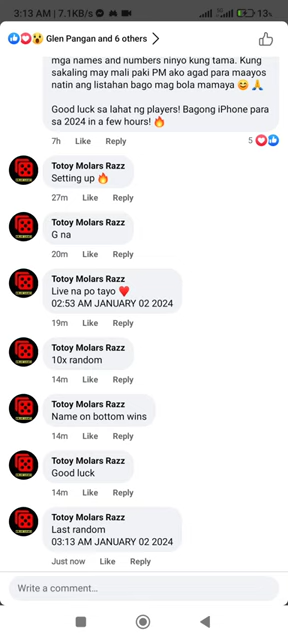 3:13 AM | 7.1KB/s
13%
Glen Pangan and 6 others
mga names and numbers ninyo kung tama. Kung
sakaling may mali paki PM ako agad para maayos
natin ang listahan bago mag bola mamaya 😊 🙏
Good luck sa lahat ng players! Bagong iPhone para
sa 2024 in a few hours! 🔥
7h Like Reply 5
Totoy Molars Razz
Setting up 🔥
27m Like Reply
Totoy Molars Razz
G na
20m Like Reply
Totoy Molars Razz
Live na po tayo ❤️
02:53 AM JANUARY 02 2024
19m Like Reply
Totoy Molars Razz
10x random
14m Like Reply
Totoy Molars Razz
Name on bottom wins
14m Like Reply
Totoy Molars Razz
Good luck
14m Like Reply
Totoy Molars Razz
Last random
03:13 AM JANUARY 02 2024
Just now Like Reply
Write a comment...